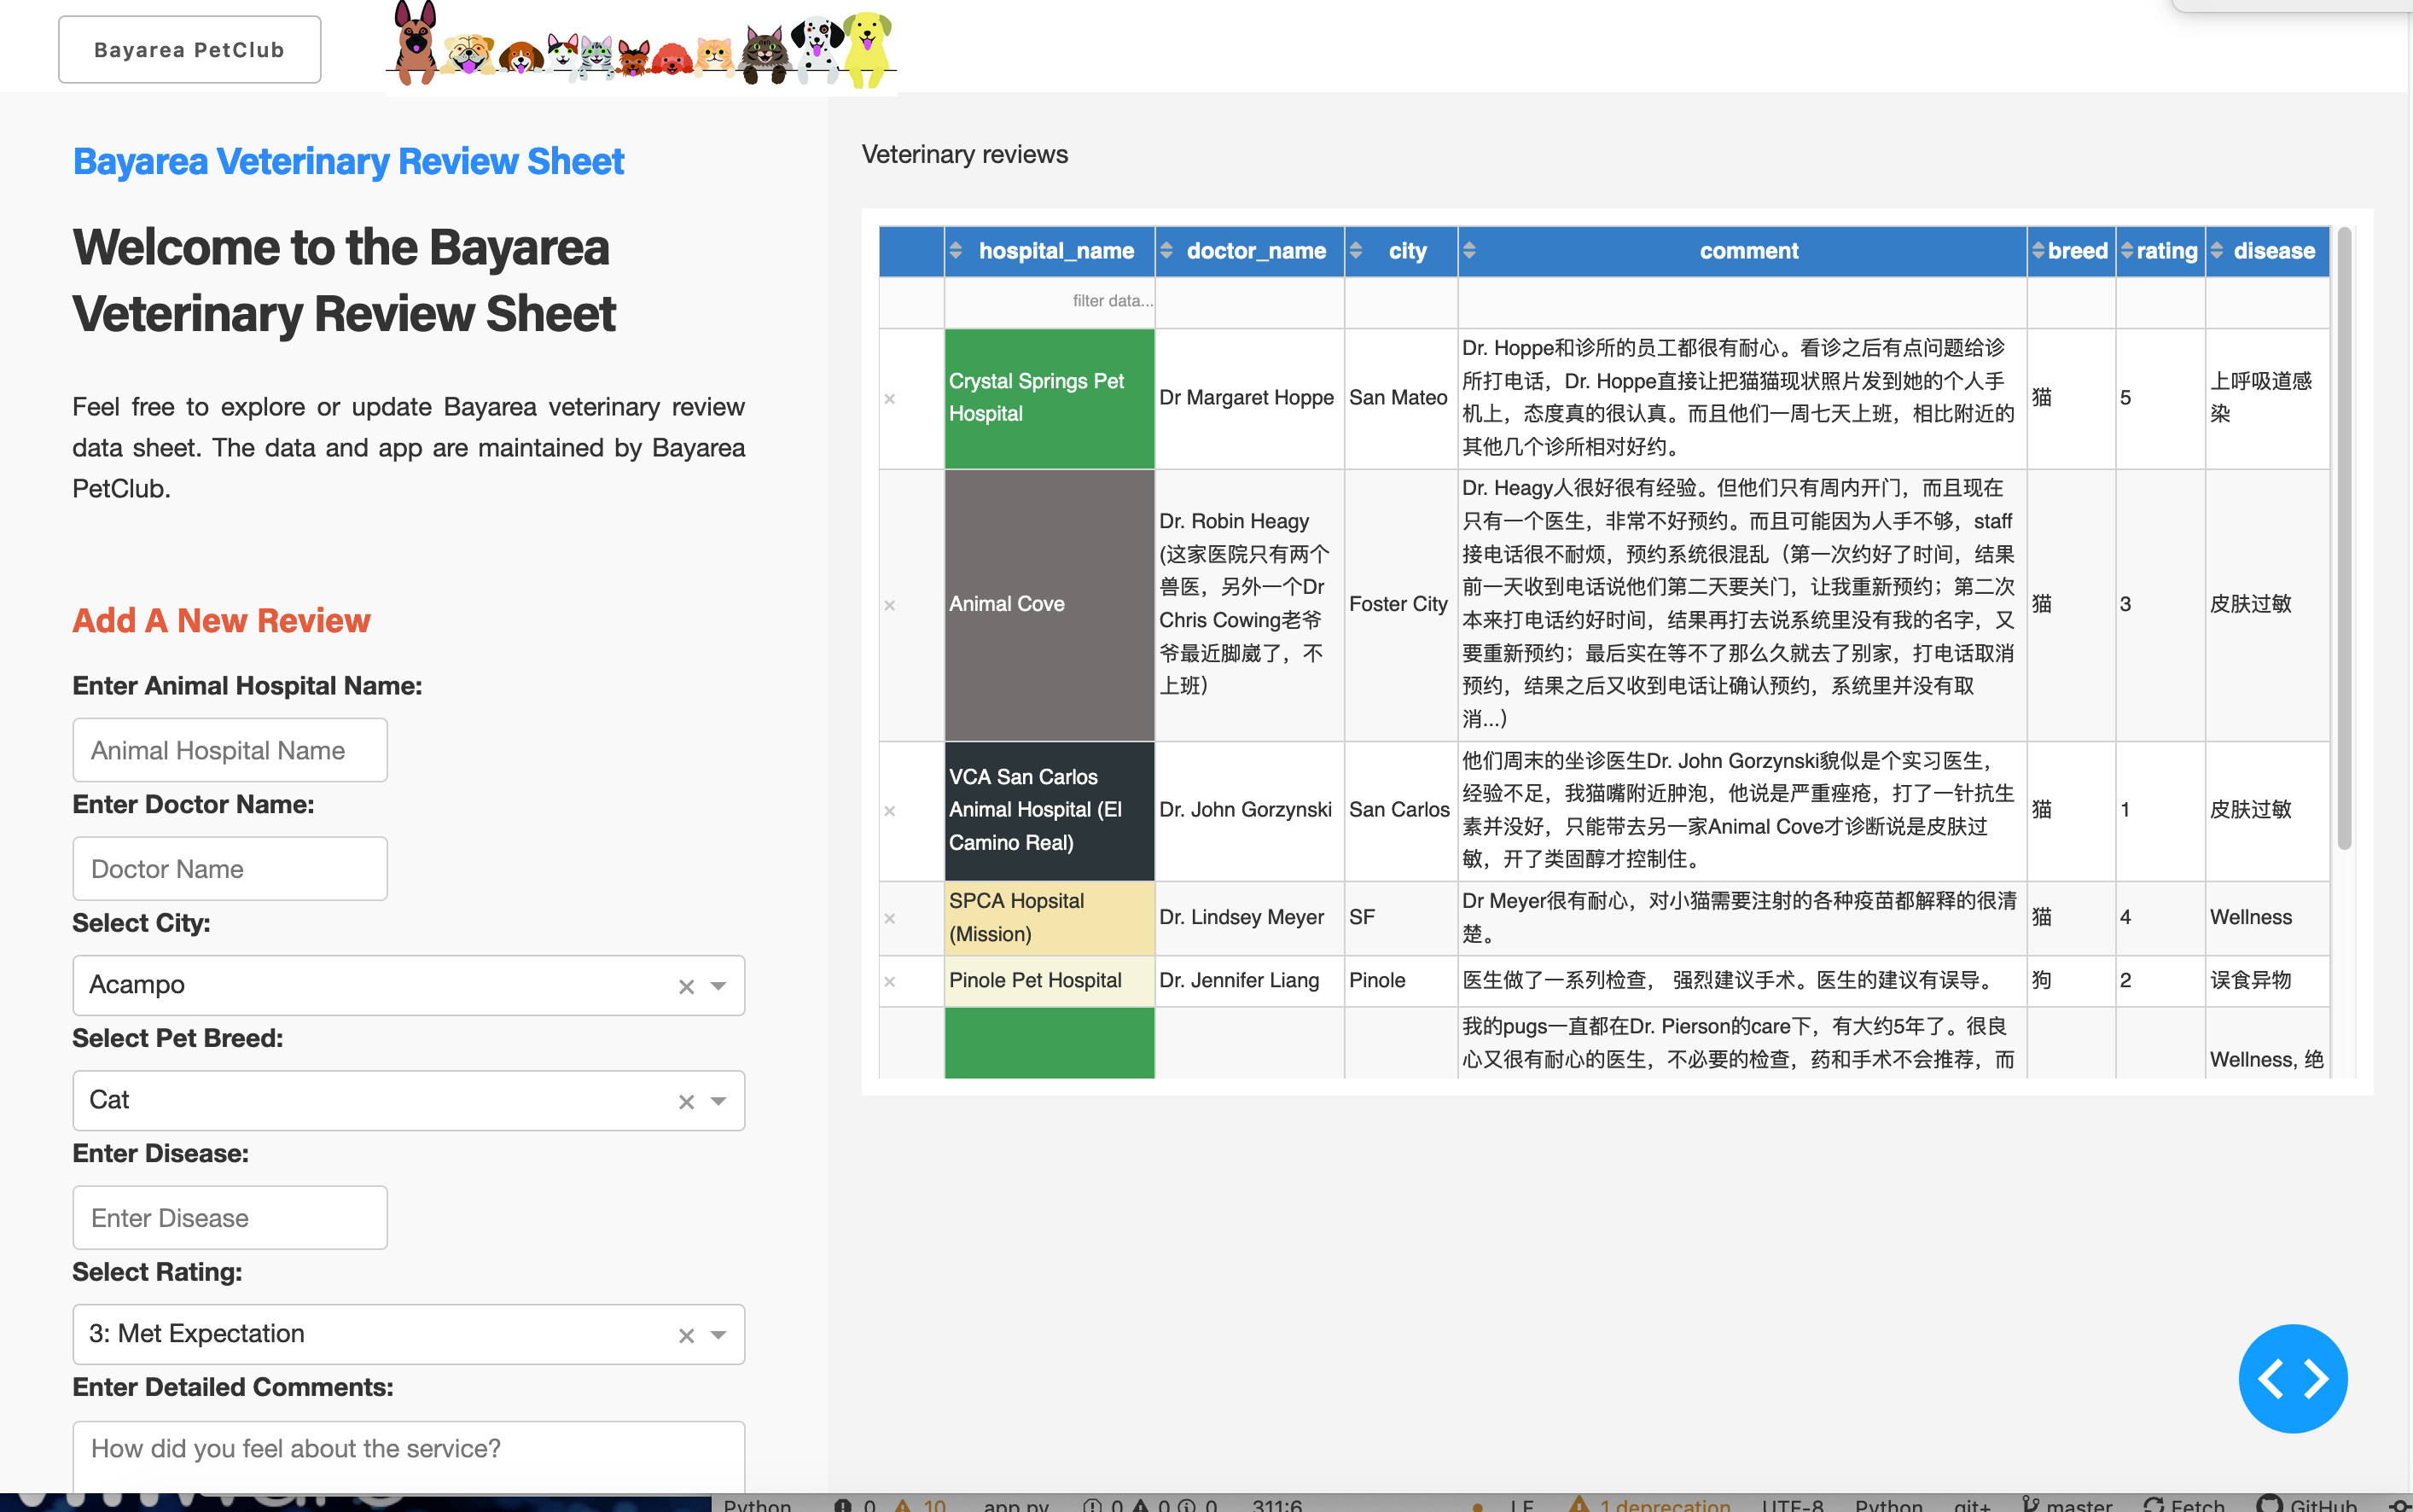 Bayarea PetClub
Bayarea Veterinary Review Sheet
Welcome to the Bayarea
Veterinary Review Sheet
Feel free to explore or update Bayarea veterinary review
data sheet. The data and app are maintained by Bayarea
PetClub.
Add A New Review
Enter Animal Hospital Name:
Animal Hospital Name
Enter Doctor Name:
Doctor Name
Select City:
Acampo
Select Pet Breed:
Cat
Enter Disease:
Enter Disease
Select Rating:
3: Met Expectation
Enter Detailed Comments:
How did you feel about the service?
Veterinary reviews
hospital_name doctor_name city comment breed rating disease
filter data...
Crystal Springs Pet
Hospital
Dr Margaret Hoppe
San Mateo
Dr. Hoppe和诊所的员工都很有耐心。看诊之后有点问题给诊
所打电话，Dr. Hoppe直接让把猫猫现状照片发到她的个人手
机上，态度真的很认真。而且他们一周七天上班，相比附近的
其他几个诊所相对好约。
猫
5
上呼吸道感
染
Animal Cove
Dr. Robin Heagy
(这家医院只有两个
兽医，另外一个Dr
Chris Cowing老爷
爷最近脚崴了，不
上班）
Foster City
Dr. Heagy人很好很有经验。但他们只有周内开门，而且现在
只有一个医生，非常不好预约。而且可能因为人手不够，staff
接电话很不耐烦，预约系统很混乱（第一次约好了时间，结果
前一天收到电话说他们第二天要关门，让我重新预约；第二次
本来打电话约好时间，结果再打去说系统里没有我的名字，又
要重新预约；最后实在等不了那么久就去了别家，打电话取消
预约，结果之后又收到电话让确认预约，系统里并没有取
消...）
猫
3
皮肤过敏
VCA San Carlos
Animal Hospital (El
Camino Real)
Dr. John Gorzynski
San Carlos
他们周末的坐诊医生Dr. John Gorzynski貌似是个实习医生，
经验不足，我猫嘴附近肿泡，他说是严重痤疮，打了一针抗生
素并没好，只能带去另一家Animal Cove才诊断说是皮肤过
敏，开了类固醇才控制住。
猫
1
皮肤过敏
SPCA Hopsital
(Mission)
Dr. Lindsey Meyer
SF
Dr Meyer很有耐心，对小猫需要注射的各种疫苗都解释的很清
楚。
猫
4
Wellness
Pinole Pet Hospital
Dr. Jennifer Liang
Pinole
医生做了一系列检查， 强烈建议手术。医生的建议有误导。
狗
2
误食异物
我的pugs一直都在Dr. Pierson的care下，有大约5年了。很良
心又很有耐心的医生，不必要的检查，药和手术不会推荐，而
Wellness, 绝
Python 0 10 app.py 0 0 0 311:6 LF 1 deprecation UTF-8 Python git+ master Fetch GitHub